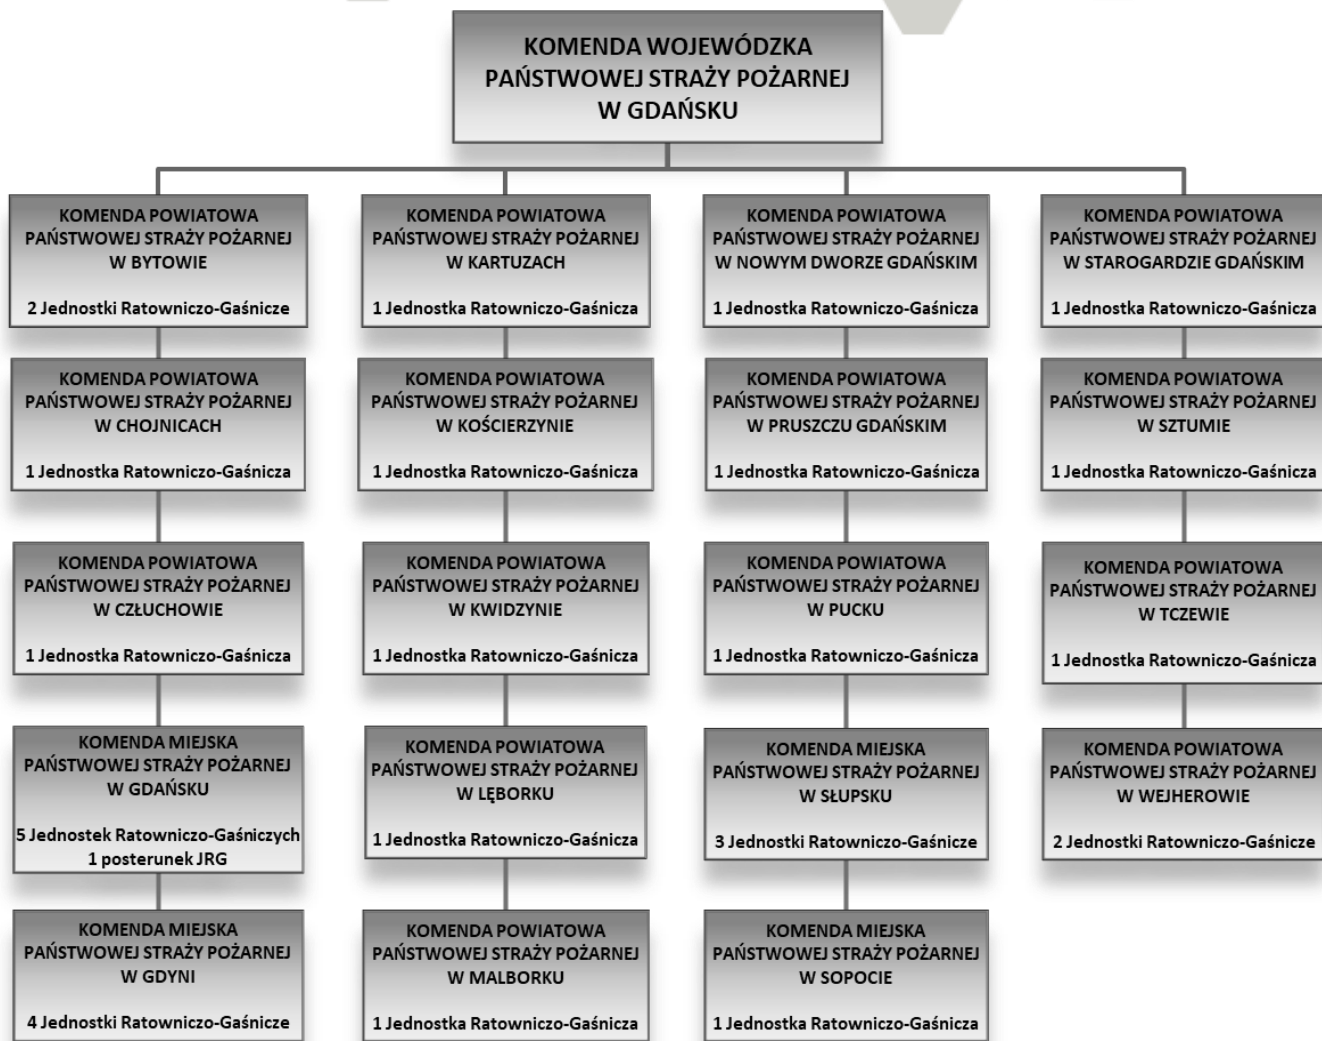 KOMENDA WOJEWÓDZKA
PAŃSTWOWEJ STRAŻY POŻARNEJ
W GDAŃSKU
KOMENDA POWIATOWA
PAŃSTWOWEJ STRAŻY POŻARNEJ
W BYTOWIE
2 Jednostki Ratowniczo-Gaśnicze
KOMENDA POWIATOWA
PAŃSTWOWEJ STRAŻY POŻARNEJ
W CHOJNICACH
1 Jednostka Ratowniczo-Gaśnicza
KOMENDA POWIATOWA
PAŃSTWOWEJ STRAŻY POŻARNEJ
W CZŁUCHOWIE
1 Jednostka Ratowniczo-Gaśnicza
KOMENDA MIEJSKA
PAŃSTWOWEJ STRAŻY POŻARNEJ
W GDAŃSKU
5 Jednostek Ratowniczo-Gaśniczych
1 posterunek JRG
KOMENDA MIEJSKA
PAŃSTWOWEJ STRAŻY POŻARNEJ
W GDYNI
4 Jednostki Ratowniczo-Gaśnicze
KOMENDA POWIATOWA
PAŃSTWOWEJ STRAŻY POŻARNEJ
W KARTUZACH
1 Jednostka Ratowniczo-Gaśnicza
KOMENDA POWIATOWA
PAŃSTWOWEJ STRAŻY POŻARNEJ
W KOŚCIERZYNIE
1 Jednostka Ratowniczo-Gaśnicza
KOMENDA POWIATOWA
PAŃSTWOWEJ STRAŻY POŻARNEJ
W KWIDZYNIE
1 Jednostka Ratowniczo-Gaśnicza
KOMENDA POWIATOWA
PAŃSTWOWEJ STRAŻY POŻARNEJ
W LĘBORKU
1 Jednostka Ratowniczo-Gaśnicza
KOMENDA POWIATOWA
PAŃSTWOWEJ STRAŻY POŻARNEJ
W MALBORKU
1 Jednostka Ratowniczo-Gaśnicza
KOMENDA POWIATOWA
PAŃSTWOWEJ STRAŻY POŻARNEJ
W NOWYM DWORZE GDAŃSKIM
1 Jednostka Ratowniczo-Gaśnicza
KOMENDA POWIATOWA
PAŃSTWOWEJ STRAŻY POŻARNEJ
W PRUSZCZU GDAŃSKIM
1 Jednostka Ratowniczo-Gaśnicza
KOMENDA POWIATOWA
PAŃSTWOWEJ STRAŻY POŻARNEJ
W PUCKU
1 Jednostka Ratowniczo-Gaśnicza
KOMENDA MIEJSKA
PAŃSTWOWEJ STRAŻY POŻARNEJ
W SŁUPSKU
3 Jednostki Ratowniczo-Gaśnicze
KOMENDA MIEJSKA
PAŃSTWOWEJ STRAŻY POŻARNEJ
W SOPOCIE
1 Jednostka Ratowniczo-Gaśnicza
KOMENDA POWIATOWA
PAŃSTWOWEJ STRAŻY POŻARNEJ
W STAROGARDZIE GDAŃSKIM
1 Jednostka Ratowniczo-Gaśnicza
KOMENDA POWIATOWA
PAŃSTWOWEJ STRAŻY POŻARNEJ
W SZTUMIE
1 Jednostka Ratowniczo-Gaśnicza
KOMENDA POWIATOWA
PAŃSTWOWEJ STRAŻY POŻARNEJ
W TCZEWIE
1 Jednostka Ratowniczo-Gaśnicza
KOMENDA POWIATOWA
PAŃSTWOWEJ STRAŻY POŻARNEJ
W WEJHEROWIE
2 Jednostki Ratowniczo-Gaśnicze